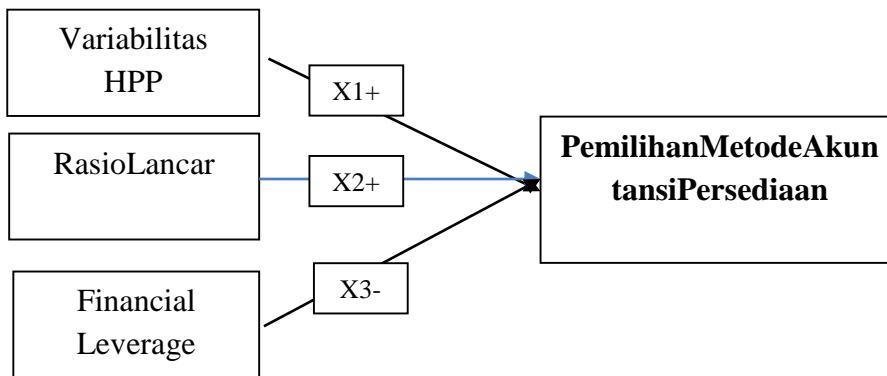 Variabilitas
HPP
X1+
RasioLancar
X2+
PemilihanMetodeAkun
tansiPersediaan
X3-
Financial
Leverage